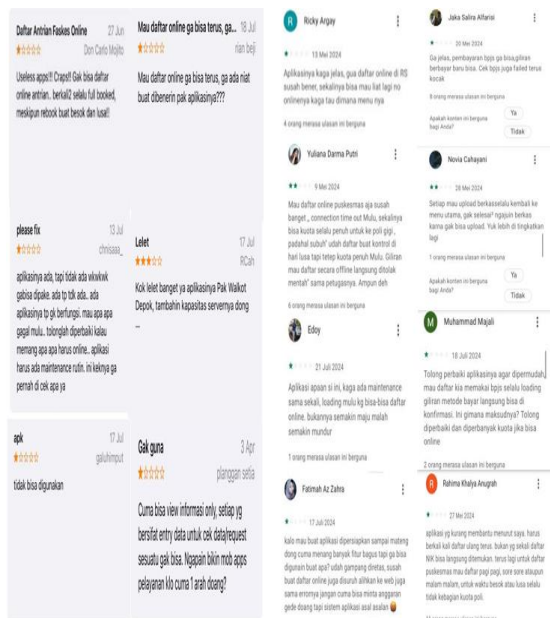 Daftar Antrian Faskes Online
27 Jun
Don Carlo Mojito
Useless apps!!! Craps!! Gak bisa daftar
online antrian.. berkali2 selalu full booked,
meskipun rebook buat besok dan lusa!!
Mau daftar online ga bisa terus, ga...
18 Jul
rian beji
Mau daftar online ga bisa terus, ga ada niat
buat dibenerin pak aplikasinya???
please fix
13 Jul
chrisaaa_
aplikasinya ada, tapi tidak ada wkwkwk
gabisa dipake. ada tp tdk ada.. ada
aplikasinya tp gk berfungsi. mau apa apa
gagal mulu.. tolonglah diperbaiki kalau
memang apa apa harus online.. aplikasi
harus ada maintenance rutin. ini keknya ga
pernah di cek apa ya
Lelet
17 Jul
RCah
Kok lelet banget ya aplikasinya Pak Walkot
Depok, tambahin kapasitas servernya dong
...
apk
17 Jul
galuhimput
tidak bisa digunakan
Gak guna
3 Apr
planggan setia
Cuma bisa view informasi only, setiap yg
bersifat entry data untuk cek data/request
sesuatu gak bisa. Ngapain bikin mob apps
pelayanan klo cuma 1 arah doang?
R
Ricky Argay
13 Mei 2024
Aplikasinya kaga jelas, gua daftar online di RS
susah bener, sekalinya bisa mau liat lagi no
onlinenya kaga tau dimana menu nya
4 orang merasa ulasan ini berguna
Yuliana Darma Putri
9 Mei 2024
Mau daftar online puskesmas aja susah
banget ,, connection time out Mulu, sekalinya
bisa kuota selalu penuh untuk ke poli gigi ,
padahal subuh" udah daftar buat kontrol di
hari lusa tapi tetep kuota penuh Mulu. Giliran
mau daftar secara offline langsung ditolak
mentah" sama petugasnya. Ampun deh
6 orang merasa ulasan ini berguna
Edoy
21 Juli 2024
Aplikasi apaan si ini, kaga ada maintenance
sama sekali, loading mulu kg bisa-bisa daftar
online. bukannya semakin maju malah
semakin mundur
1 orang merasa ulasan ini berguna
Fatimah Az Zahra
17 Juli 2024
kalo mau buat aplikasi dipersiapkan sampai mateng
dong cuma menang banyak fitur bagus tapi ga bisa
digunain buat apa? udah gampang diretas, susah
buat daftar online juga disuruh alihkan ke web juga
sama errornya jangan cuma bisa minta anggaran
gede doang tapi sistem aplikasi asal asalan
Jaka Salira Alfarisi
20 Mei 2024
Ga jelas, pembayaran bpjs ga bisa,giliran
berbayar baru bisa. Cek bpjs juga failed terus
kocak
8 orang merasa ulasan ini berguna
Apakah konten ini berguna
bagi Anda?
Ya
Tidak
Novia Cahayani
28 Mei 2024
Setiap mau upload berkasselalu kembali ke
menu utama, gak selesai² ngajuin berkas
karna gak bisa upload. Yuk lebih di tingkatkan
lagi
1 orang merasa ulasan ini berguna
Apakah konten ini berguna
bagi Anda?
Ya
Tidak
M
Muhammad Majali
18 Juli 2024
Tolong perbaiki aplikasinya agar dipermudah,
mau daftar kia memakai bpjs selalu loading
giliran metode bayar langsung bisa di
konfirmasi. Ini gimana maksudnya? Tolong
diperbaiki dan diperbanyak kuota jika bisa
online
2 orang merasa ulasan ini berguna
R
Rahima Khalya Anugrah
27 Mei 2024
aplikasi yg kurang membantu menurut saya. harus
berkali kali daftar ulang terus. bukan yg sekali daftar
NIK bisa langsung ditemukan. terus lagi untuk daftar
puskesmas mau daftar pagi pagi, sore sore ataupun
malam malam, untuk waktu besok atau lusa selalu
tidak kebagian kuota poli.